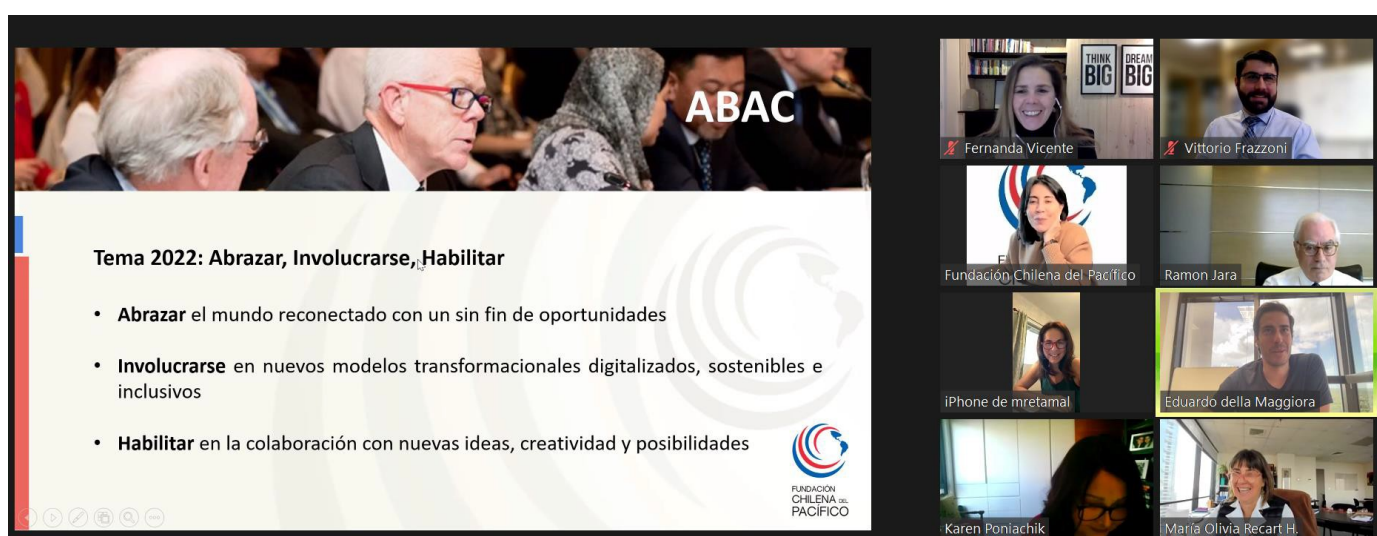 ABAC
Tema 2022: Abrazar, Involucrarse, Habilitar
• Abrazar el mundo reconectado con un sin fin de oportunidades
• Involucrarse en nuevos modelos transformacionales digitalizados, sostenibles e
inclusivos
• Habilitar en la colaboración con nuevas ideas, creatividad y posibilidades
FUNDACIÓN
CHILENA DEL
PACÍFICO
THINK
BIG
DREAM
BIG
Fernanda Vicente
Vittorio Frazzoni
Fundación Chilena del Pacífico
Ramon Jara
iPhone de mretamal
Eduardo della Maggiora
Karen Poniachik
María Olivia Recart H.